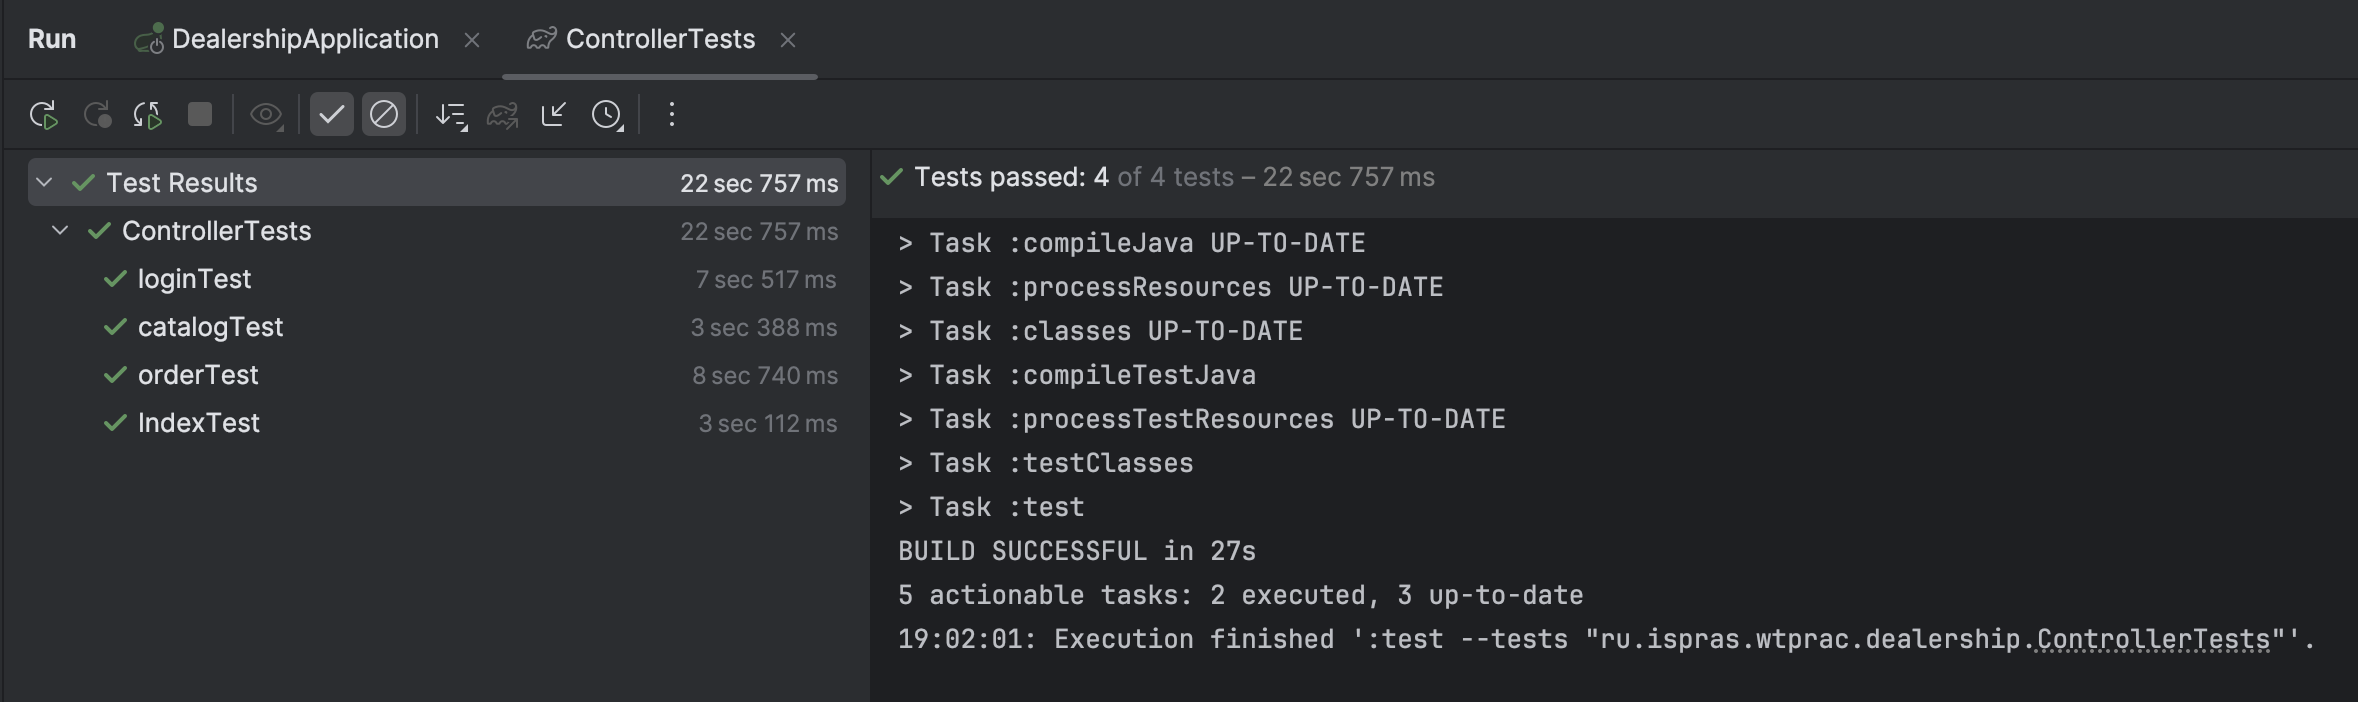 Run DealershipApplication ControllerTests
Test Results 22 sec 757 ms
ControllerTests 22 sec 757 ms
loginTest 7 sec 517 ms
catalogTest 3 sec 388 ms
orderTest 8 sec 740 ms
IndexTest 3 sec 112 ms
Tests passed: 4 of 4 tests – 22 sec 757 ms
> Task :compileJava UP-TO-DATE
> Task :processResources UP-TO-DATE
> Task :classes UP-TO-DATE
> Task :compileTestJava
> Task :processTestResources UP-TO-DATE
> Task :testClasses
> Task :test
BUILD SUCCESSFUL in 27s
5 actionable tasks: 2 executed, 3 up-to-date
19:02:01: Execution finished ':test --tests "ru.ispras.wtprac.dealership.ControllerTests"'.